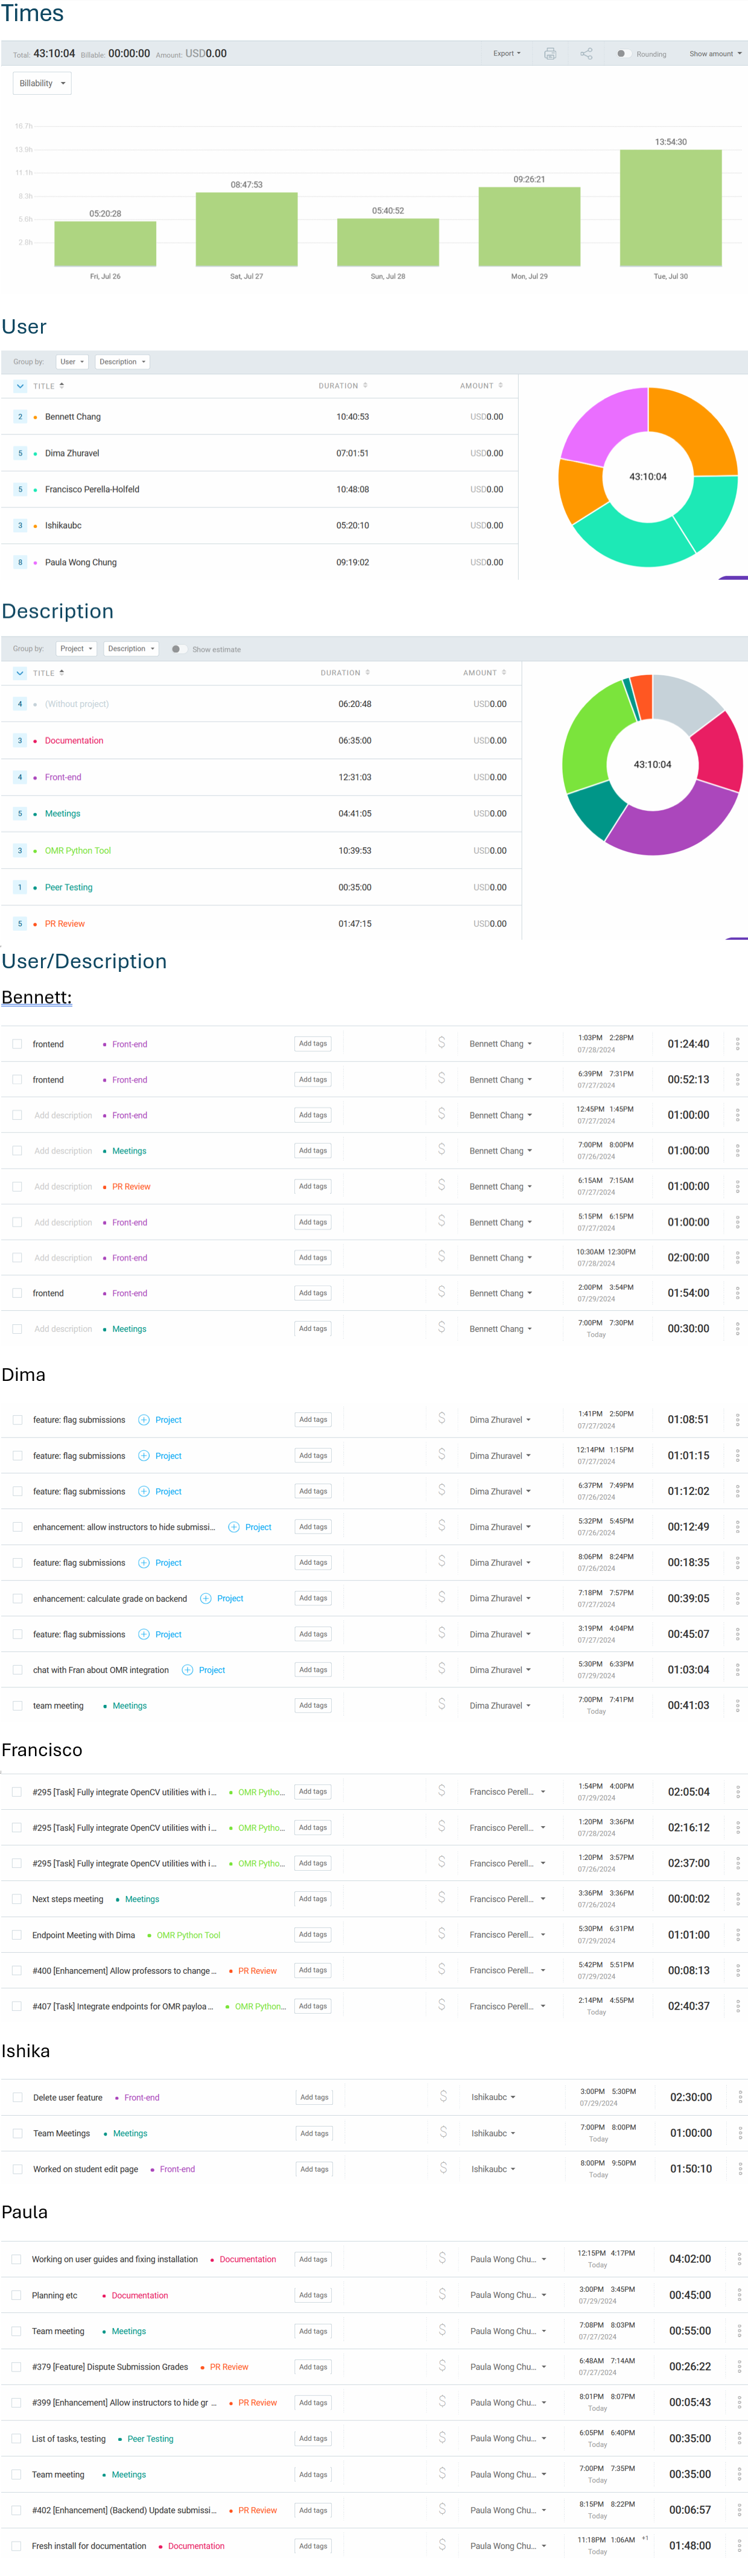 Times
Total: 43:10:04 Billable: 00:00:00 Amount: USD0.00 Export Rounding Show amount
Billability
16.7h
13.9h
11.1h
8.3h
5.6h
2.8h
05:20:28
08:47:53
05:40:52
09:26:21
13:54:30
Fri, Jul 26 Sat, Jul 27 Sun, Jul 28 Mon, Jul 29 Tue, Jul 30
User
Group by: User Description
TITLE DURATION AMOUNT
2 Bennett Chang 10:40:53 USD0.00
5 Dima Zhuravel 07:01:51 USD0.00
5 Francisco Perella-Holfeld 10:48:08 USD0.00
3 Ishikaubc 05:20:10 USD0.00
8 Paula Wong Chung 09:19:02 USD0.00
43:10:04
Description
Group by: Project Description Show estimate
TITLE DURATION AMOUNT
4 (Without project) 06:20:48 USD0.00
3 Documentation 06:35:00 USD0.00
4 Front-end 12:31:03 USD0.00
5 Meetings 04:41:05 USD0.00
3 OMR Python Tool 10:39:53 USD0.00
1 Peer Testing 00:35:00 USD0.00
5 PR Review 01:47:15 USD0.00
43:10:04
User/Description
Bennett:
frontend Front-end Add tags $ Bennett Chang 1:03PM 2:28PM 07/28/2024 01:24:40
frontend Front-end Add tags $ Bennett Chang 6:39PM 7:31PM 07/27/2024 00:52:13
Add description Front-end Add tags $ Bennett Chang 12:45PM 1:45PM 07/27/2024 01:00:00
Add description Meetings Add tags $ Bennett Chang 7:00PM 8:00PM 07/26/2024 01:00:00
Add description PR Review Add tags $ Bennett Chang 6:15AM 7:15AM 07/27/2024 01:00:00
Add description Front-end Add tags $ Bennett Chang 5:15PM 6:15PM 07/27/2024 01:00:00
Add description Front-end Add tags $ Bennett Chang 10:30AM 12:30PM 07/28/2024 02:00:00
frontend Front-end Add tags $ Bennett Chang 2:00PM 3:54PM 07/29/2024 01:54:00
Add description Meetings Add tags $ Bennett Chang 7:00PM 7:30PM Today 00:30:00
Dima
feature: flag submissions Project Add tags $ Dima Zhuravel 1:41PM 2:50PM 07/27/2024 01:08:51
feature: flag submissions Project Add tags $ Dima Zhuravel 12:14PM 1:15PM 07/27/2024 01:01:15
feature: flag submissions Project Add tags $ Dima Zhuravel 6:37PM 7:49PM 07/26/2024 01:12:02
enhancement: allow instructors to hide submissi... Project Add tags $ Dima Zhuravel 5:32PM 5:45PM 07/26/2024 00:12:49
feature: flag submissions Project Add tags $ Dima Zhuravel 8:06PM 8:24PM 07/26/2024 00:18:35
enhancement: calculate grade on backend Project Add tags $ Dima Zhuravel 7:18PM 7:57PM 07/27/2024 00:39:05
feature: flag submissions Project Add tags $ Dima Zhuravel 3:19PM 4:04PM 07/27/2024 00:45:07
chat with Fran about OMR integration Project Add tags $ Dima Zhuravel 5:30PM 6:33PM 07/29/2024 01:03:04
team meeting Meetings Add tags $ Dima Zhuravel 7:00PM 7:41PM Today 00:41:03
Francisco
#295 [Task] Fully integrate OpenCV utilities with i... OMR Pytho... Add tags $ Francisco Perell... 1:54PM 4:00PM 07/29/2024 02:05:04
#295 [Task] Fully integrate OpenCV utilities with i... OMR Pytho... Add tags $ Francisco Perell... 1:20PM 3:36PM 07/28/2024 02:16:12
#295 [Task] Fully integrate OpenCV utilities with i... OMR Pytho... Add tags $ Francisco Perell... 1:20PM 3:57PM 07/26/2024 02:37:00
Next steps meeting Meetings Add tags $ Francisco Perell... 3:36PM 3:36PM 07/26/2024 00:00:02
Endpoint Meeting with Dima OMR Python Tool Add tags $ Francisco Perell... 5:30PM 6:31PM 07/29/2024 01:01:00
#400 [Enhancement] Allow professors to change ... PR Review Add tags $ Francisco Perell... 5:42PM 5:51PM 07/29/2024 00:08:13
#407 [Task] Integrate endpoints for OMR payloa... OMR Python... Add tags $ Francisco Perell... 2:14PM 4:55PM Today 02:40:37
Ishika
Delete user feature Front-end Add tags $ Ishikaubc 3:00PM 5:30PM 07/29/2024 02:30:00
Team Meetings Meetings Add tags $ Ishikaubc 7:00PM 8:00PM Today 01:00:00
Worked on student edit page Front-end Add tags $ Ishikaubc 8:00PM 9:50PM Today 01:50:10
Paula
Working on user guides and fixing installation Documentation Add tags $ Paula Wong Chu... 12:15PM 4:17PM Today 04:02:00
Planning etc Documentation Add tags $ Paula Wong Chu... 3:00PM 3:45PM 07/29/2024 00:45:00
Team meeting Meetings Add tags $ Paula Wong Chu... 7:08PM 8:03PM 07/27/2024 00:55:00
#379 [Feature] Dispute Submission Grades PR Review Add tags $ Paula Wong Chu... 6:48AM 7:14AM 07/27/2024 00:26:22
#399 [Enhancement] Allow instructors to hide gr ... PR Review Add tags $ Paula Wong Chu... 8:01PM 8:07PM Today 00:05:43
List of tasks, testing Peer Testing Add tags $ Paula Wong Chu... 6:05PM 6:40PM Today 00:35:00
Team meeting Meetings Add tags $ Paula Wong Chu... 7:00PM 7:35PM Today 00:35:00
#402 [Enhancement] (Backend) Update submissi... PR Review Add tags $ Paula Wong Chu... 8:15PM 8:22PM Today 00:06:57
Fresh install for documentation Documentation Add tags $ Paula Wong Chu... 11:18PM 1:06AM +1 Today 01:48:00